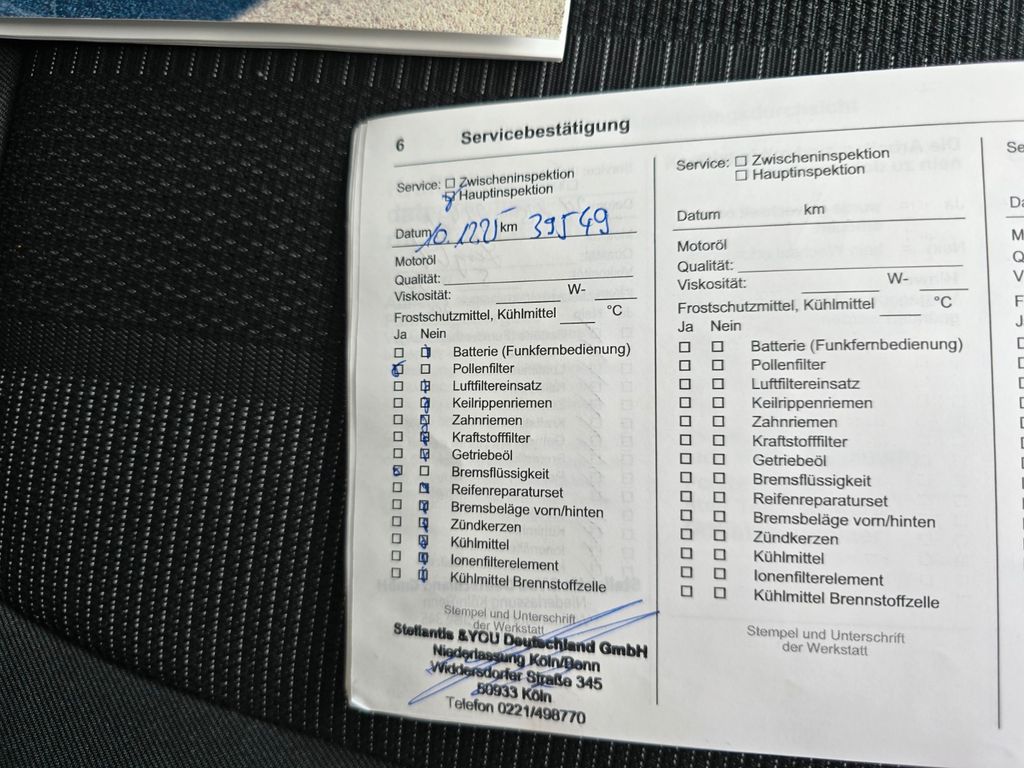 6 Servicebestätigung
Service: Zwischeninspektion
Hauptinspektion
Datum 10.12.25 km 39549
Motoröl
Qualität:
Viskosität: W-
Frostschutzmittel, Kühlmittel °C
Ja Nein
Batterie (Funkfernbedienung)
Pollenfilter
Luftfiltereinsatz
Keilrippenriemen
Zahnriemen
Kraftstofffilter
Getriebeöl
Bremsflüssigkeit
Reifenreparaturset
Bremsbeläge vorn/hinten
Zündkerzen
Kühlmittel
Ionenfilterelement
Kühlmittel Brennstoffzelle
Stempel und Unterschrift
der Werkstatt
Stellantis &YOU Deutschland GmbH
Niederlassung Köln/Bonn
Widdersdorfer Straße 345
50933 Köln
Telefon 0221/498770
Service: Zwischeninspektion
Hauptinspektion
Datum km
Motoröl
Qualität:
Viskosität: W-
Frostschutzmittel, Kühlmittel °C
Ja Nein
Batterie (Funkfernbedienung)
Pollenfilter
Luftfiltereinsatz
Keilrippenriemen
Zahnriemen
Kraftstofffilter
Getriebeöl
Bremsflüssigkeit
Reifenreparaturset
Bremsbeläge vorn/hinten
Zündkerzen
Kühlmittel
Ionenfilterelement
Kühlmittel Brennstoffzelle
Stempel und Unterschrift
der Werkstatt